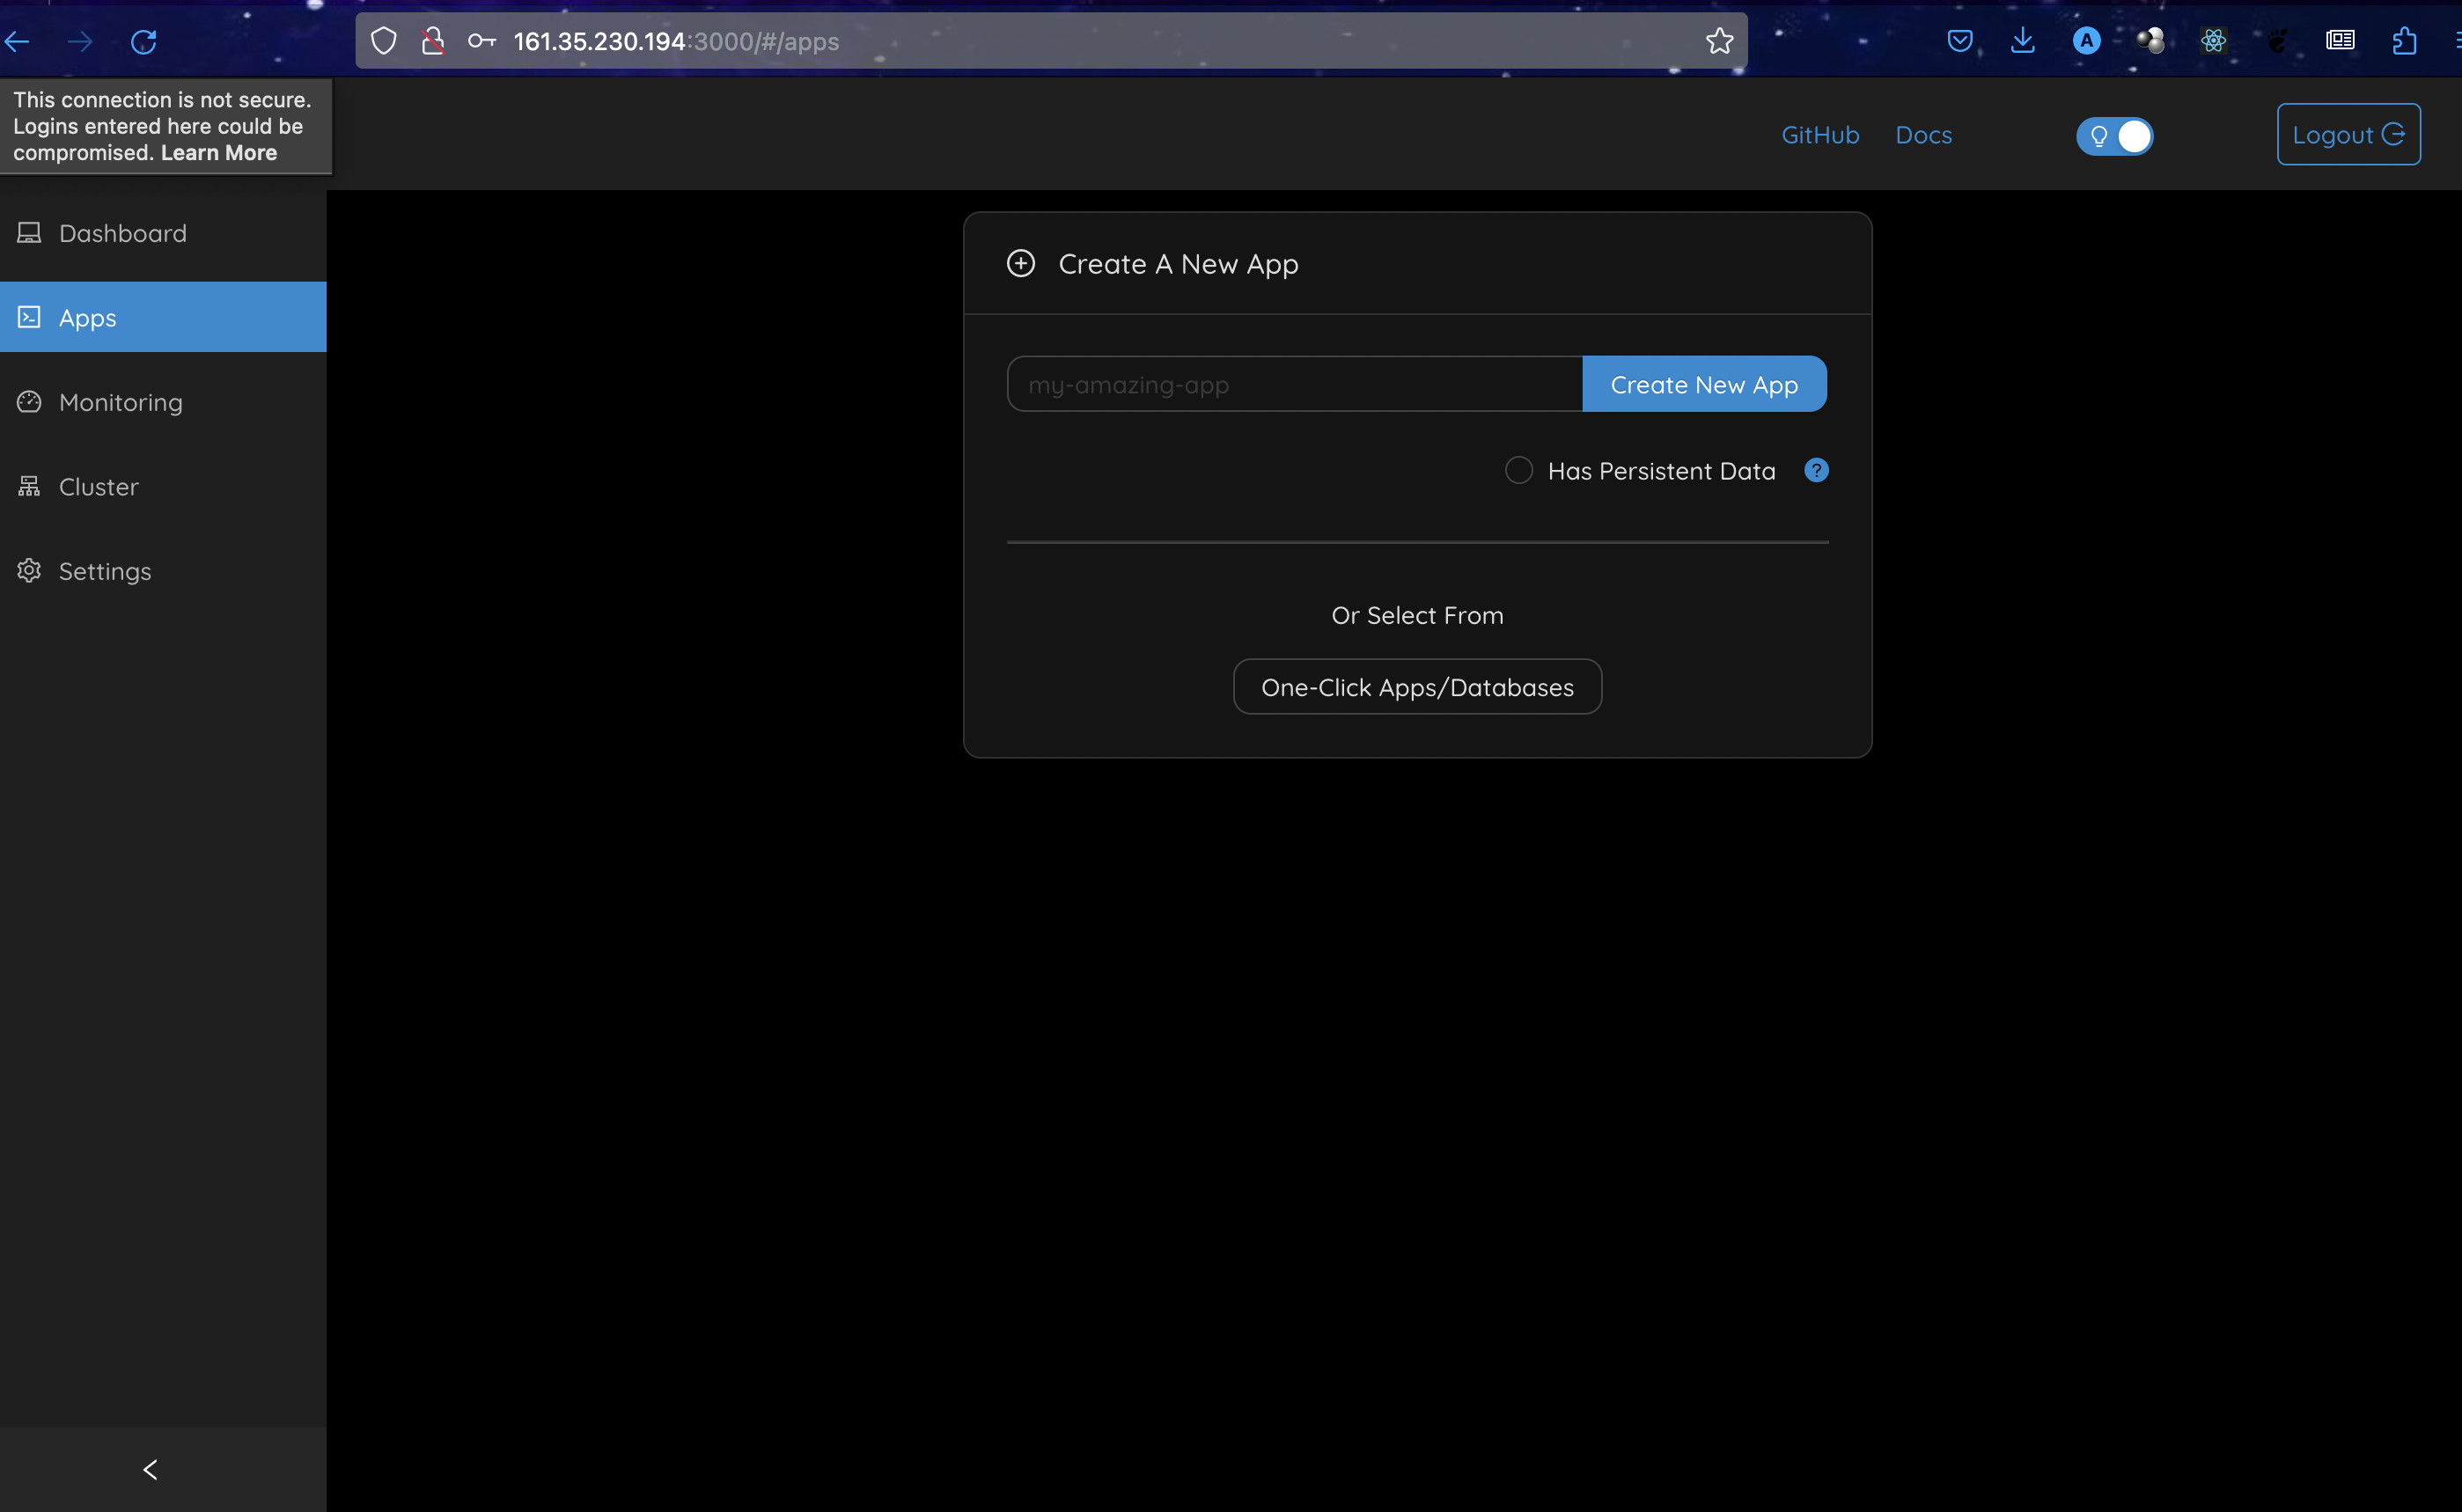 161.35.230.194:3000/#/apps
This connection is not secure.
Logins entered here could be
compromised. Learn More
GitHub
Docs
Logout
Dashboard
Apps
Monitoring
Cluster
Settings
Create A New App
my-amazing-app
Create New App
Has Persistent Data
?
Or Select From
One-Click Apps/Databases